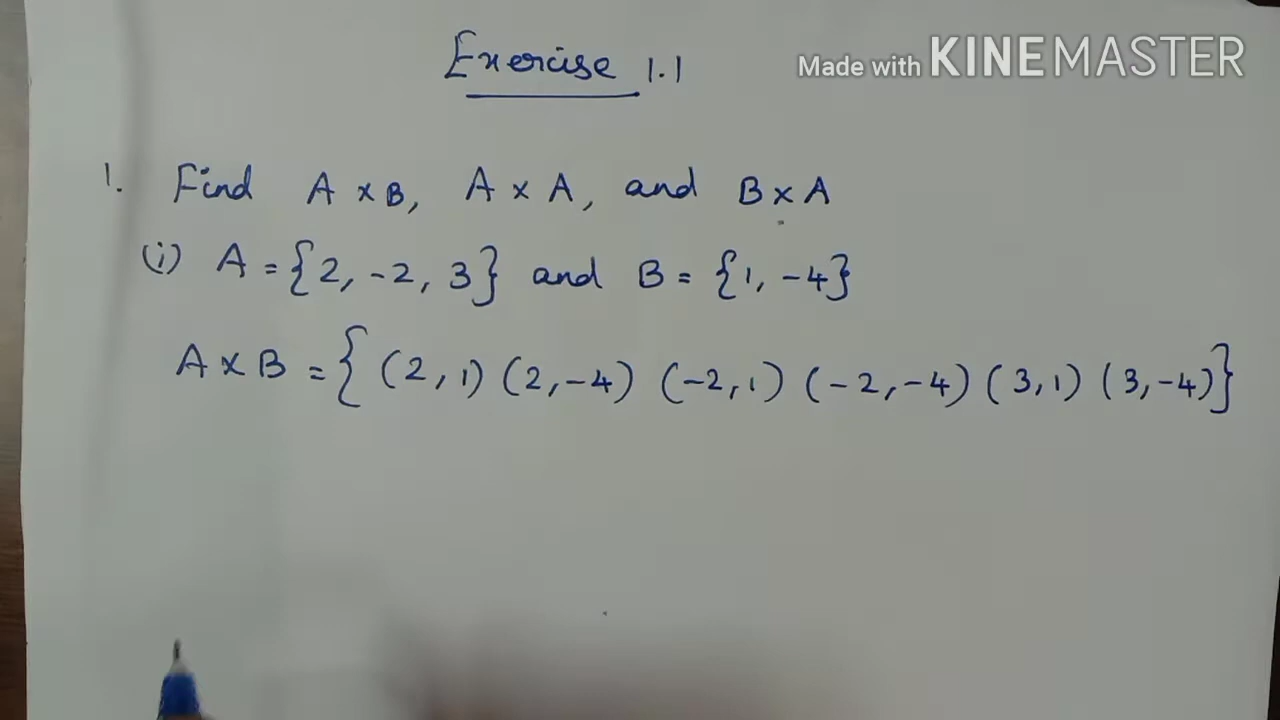 Exercise 1.1
Made with KINEMASTER
1. Find A × B, A × A, and B × A
(i) A = {2, -2, 3} and B = {1, -4}
A × B = { (2, 1) (2, -4) (-2, 1) (-2, -4) (3, 1) (3, -4)}